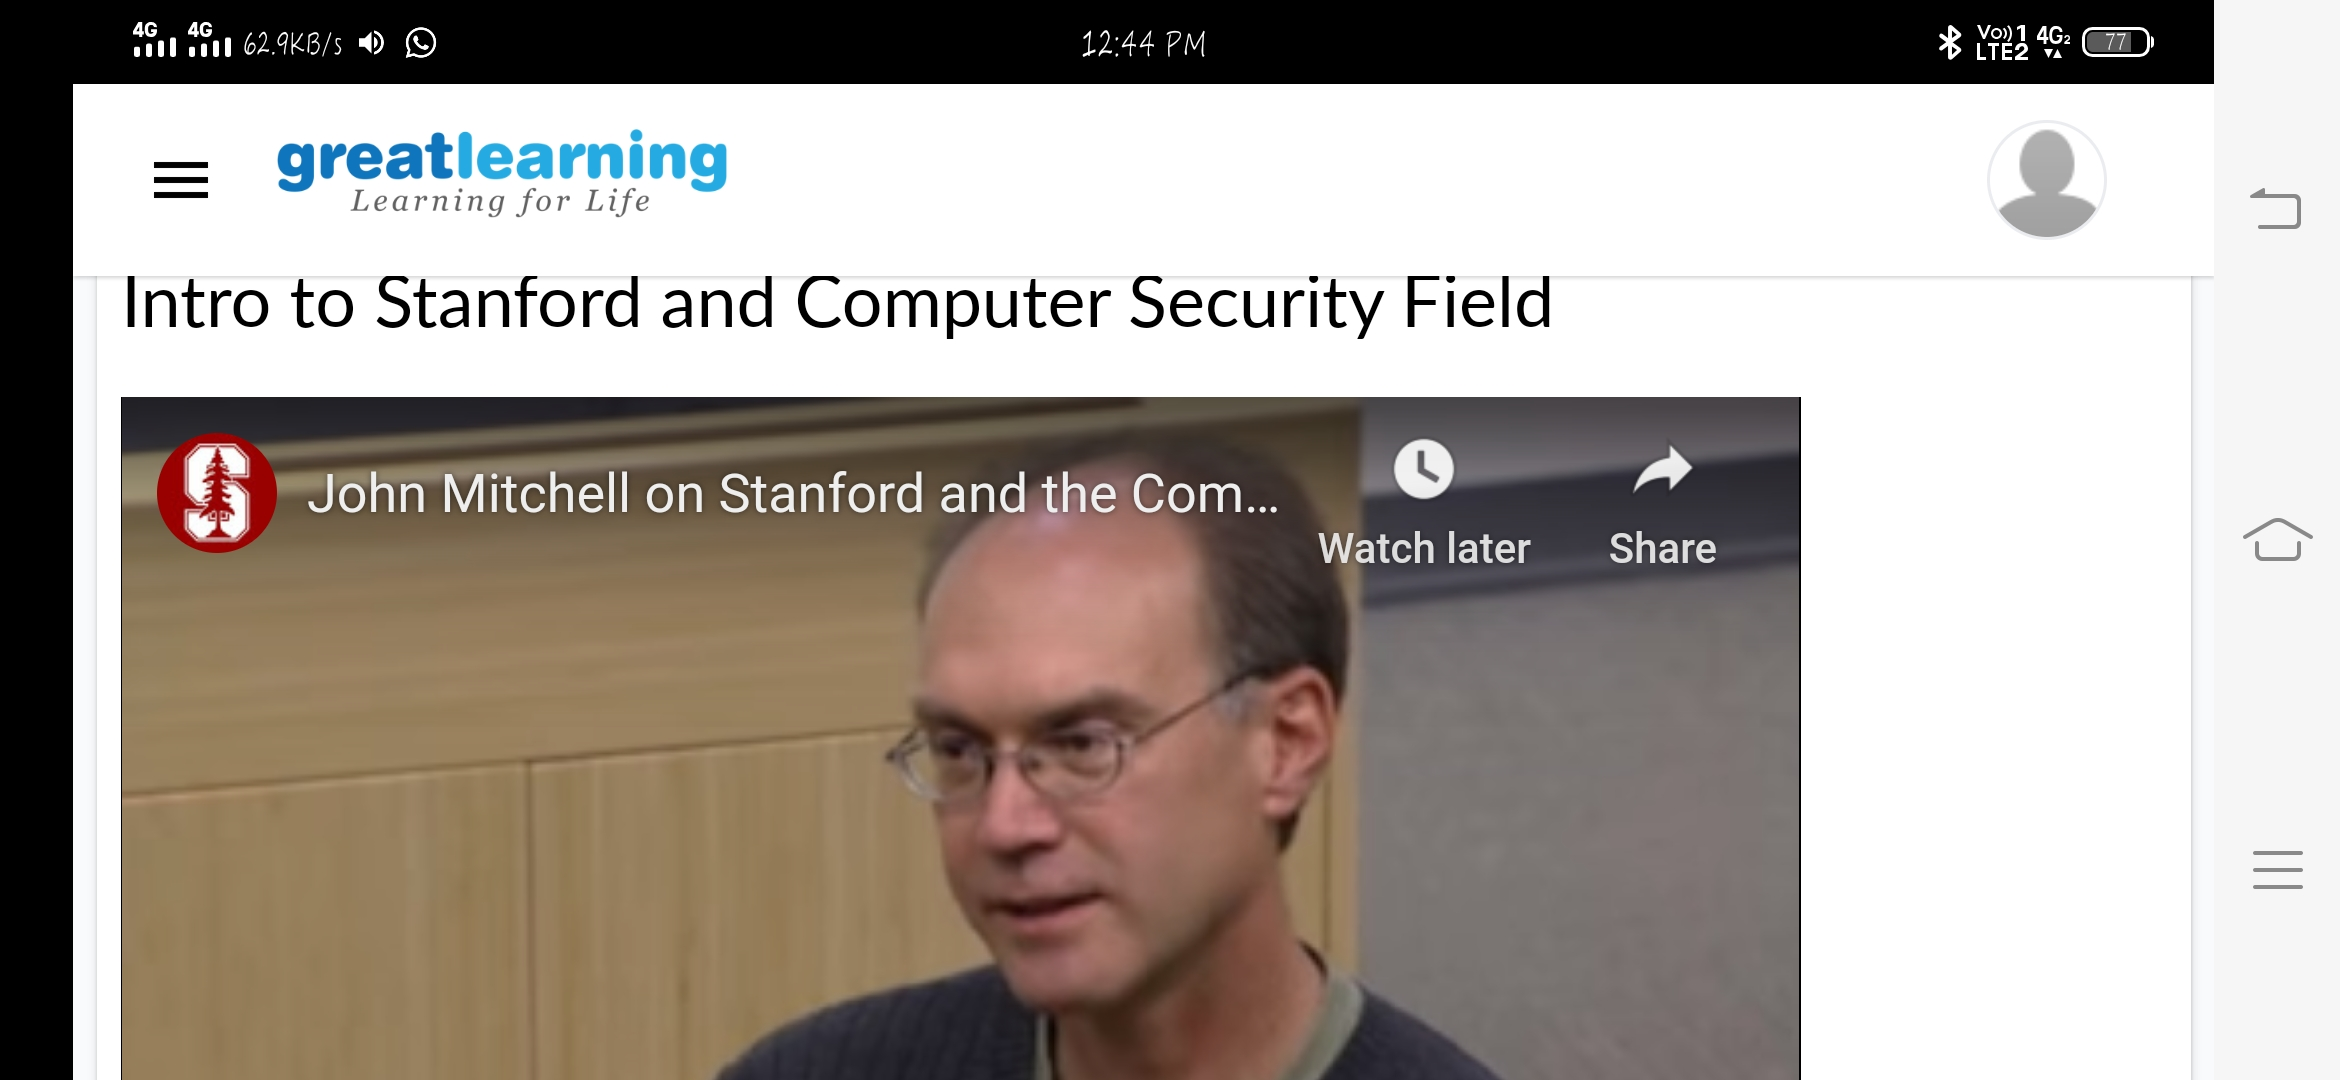 4G 4G 62.9KB/s 12:44 PM Vo)) 1 LTE2 4G2 77
greatlearning
Learning for Life
Intro to Stanford and Computer Security Field
S John Mitchell on Stanford and the Com...
Watch later Share